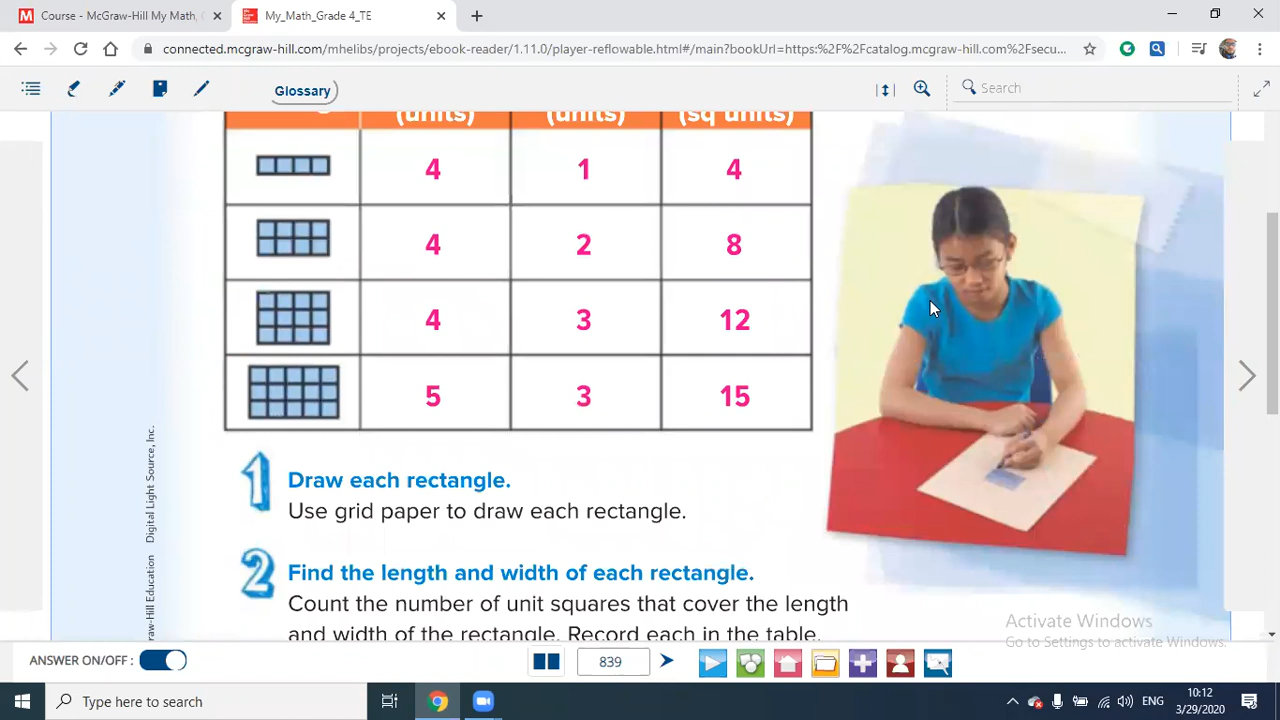 Course - McGraw-Hill My Math,
My_Math_Grade 4_TE
connected.mcgraw-hill.com/mhelibs/projects/ebook-reader/1.11.0/player-reflowable.html#/main?bookUrl=https:%2F%2Fcatalog.mcgraw-hill.com%2Fsecu...
Glossary
Search
(units) (units) (sq units)
4 1 4
4 2 8
4 3 12
5 3 15
1 Draw each rectangle.
Use grid paper to draw each rectangle.
2 Find the length and width of each rectangle.
Count the number of unit squares that cover the length
and width of the rectangle. Record each in the table.
raw-Hill Education Digital Light Source, Inc.
Activate Windows
Go to Settings to activate Windows.
ANSWER ON/OFF :
839
Type here to search
ENG
10:12
3/29/2020